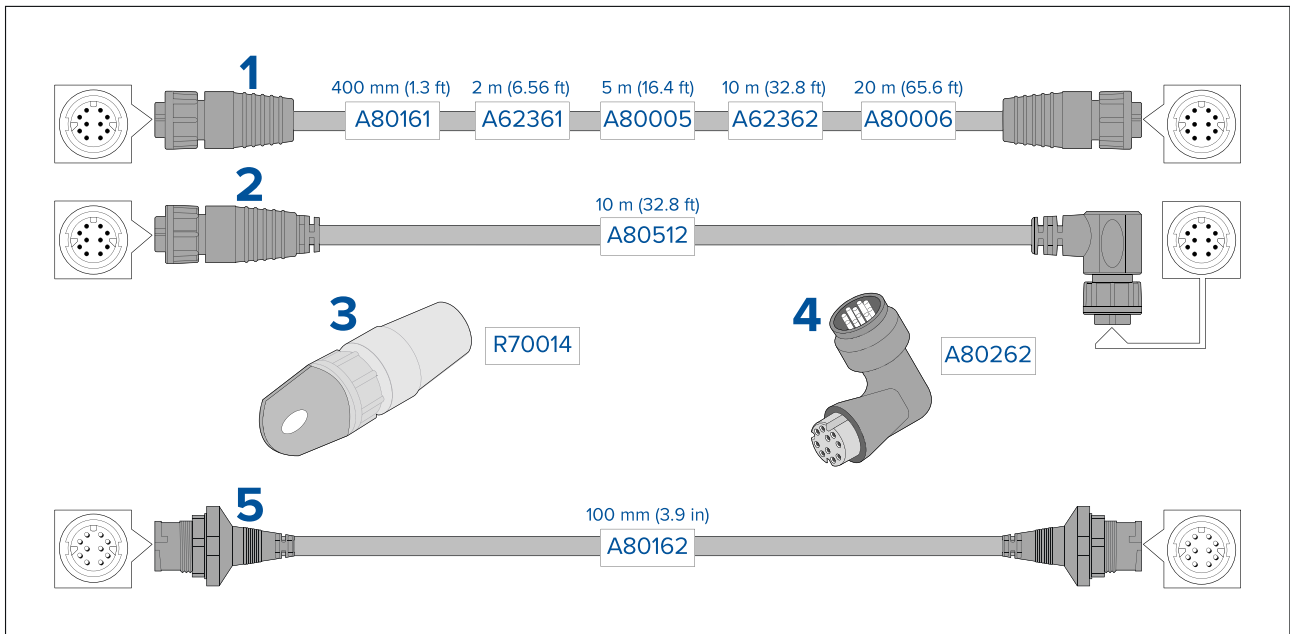 1
400 mm (1.3 ft) 2 m (6.56 ft) 5 m (16.4 ft) 10 m (32.8 ft) 20 m (65.6 ft)
A80161 A62361 A80005 A62362 A80006
2
10 m (32.8 ft)
A80512
3
R70014
4
A80262
5
100 mm (3.9 in)
A80162